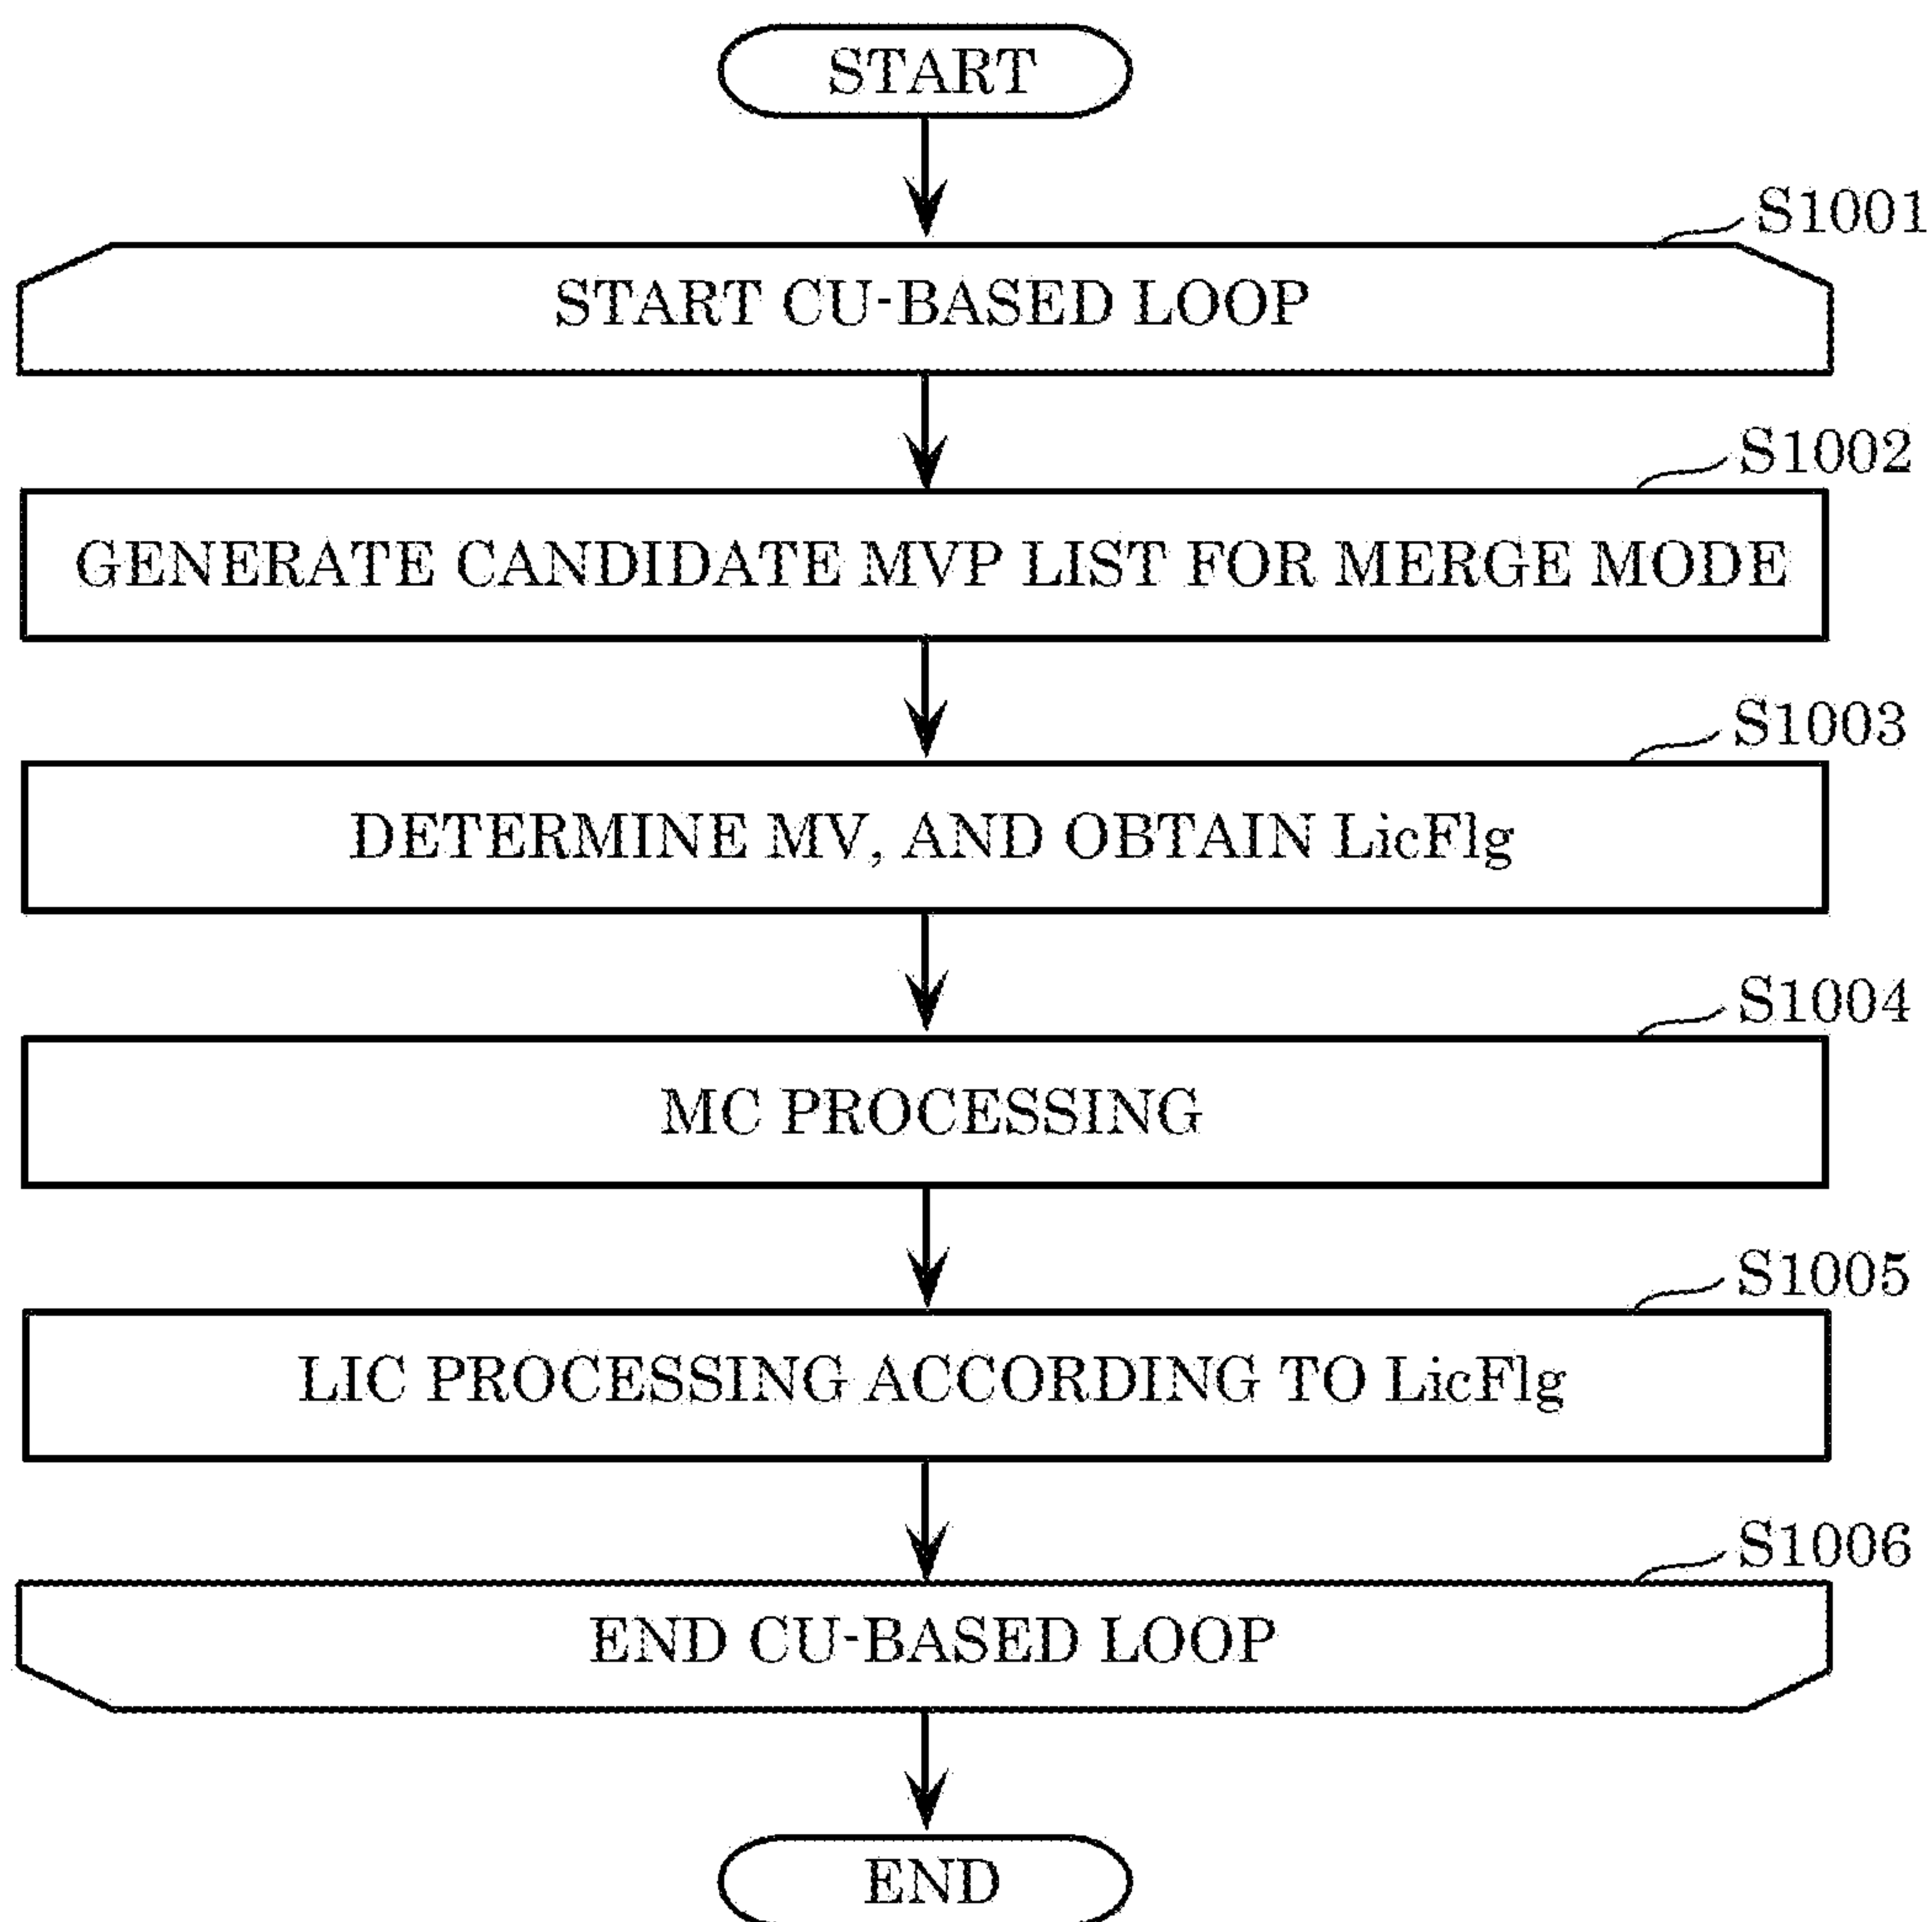 START
S1001
START CU-BASED LOOP
S1002
GENERATE CANDIDATE MVP LIST FOR MERGE MODE
S1003
DETERMINE MV, AND OBTAIN LicFlg
S1004
MC PROCESSING
S1005
LIC PROCESSING ACCORDING TO LicFlg
S1006
END CU-BASED LOOP
END